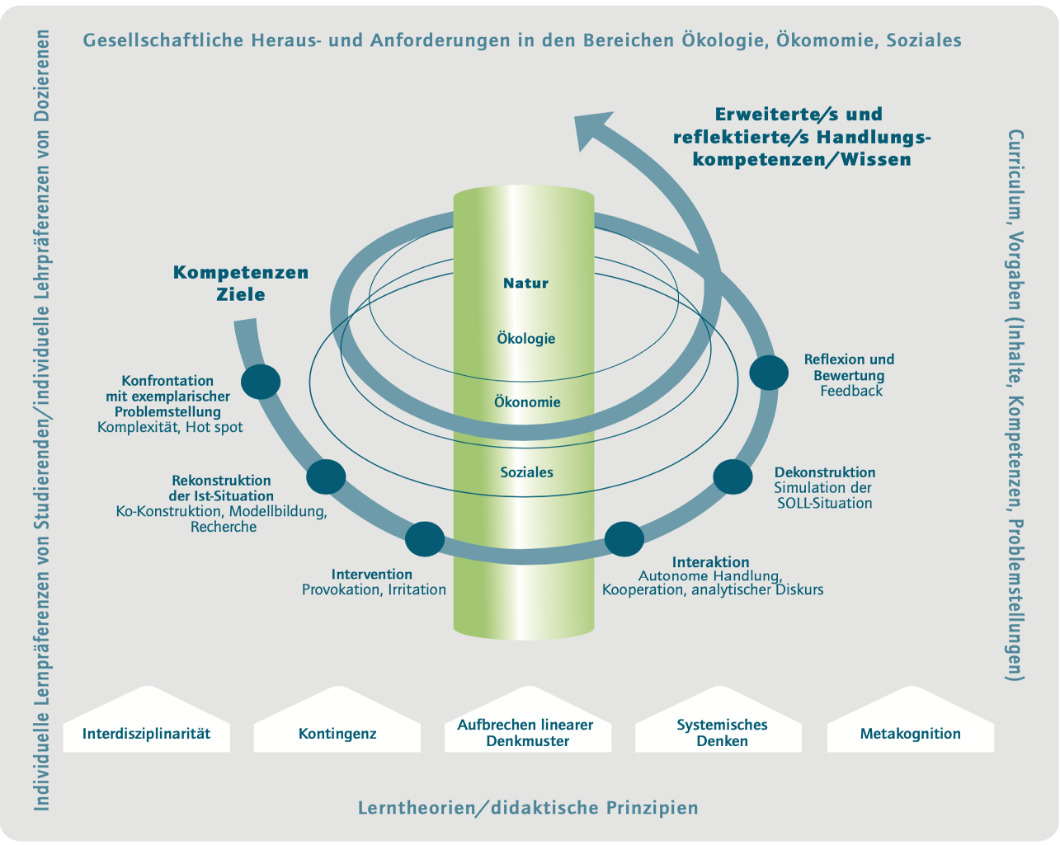 Gesellschaftliche Heraus- und Anforderungen in den Bereichen Ökologie, Ökomomie, Soziales
Individuelle Lernpräferenzen von Studierenden/individuelle Lehrpräferenzen von Dozierenen
Curriculum, Vorgaben (Inhalte, Kompetenzen, Problemstellungen)
Erweiterte/s und
reflektierte/s Handlungs-
kompetenzen/Wissen
Kompetenzen
Ziele
Natur
Ökologie
Ökonomie
Soziales
Konfrontation
mit exemplarischer
Problemstellung
Komplexität, Hot spot
Rekonstruktion
der Ist-Situation
Ko-Konstruktion, Modellbildung,
Recherche
Intervention
Provokation, Irritation
Interaktion
Autonome Handlung,
Kooperation, analytischer Diskurs
Dekonstruktion
Simulation der
SOLL-Situation
Reflexion und
Bewertung
Feedback
Interdisziplinarität
Kontingenz
Aufbrechen linearer
Denkmuster
Systemisches
Denken
Metakognition
Lerntheorien/didaktische Prinzipien